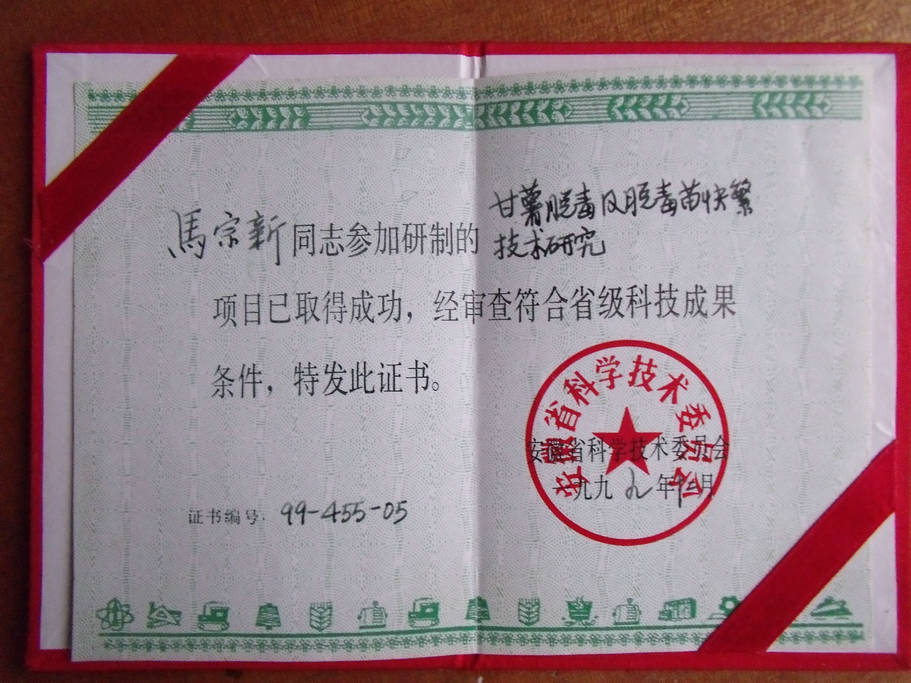 甘薯脱毒及脱毒苗快繁
馬宗新同志参加研制的 技术研究
项目已取得成功，经审查符合省级科技成果
条件，特发此证书。
安徽省科学技术委员会
安徽省科学技术委员会
一九九九年十二月
证书编号：99-455-05